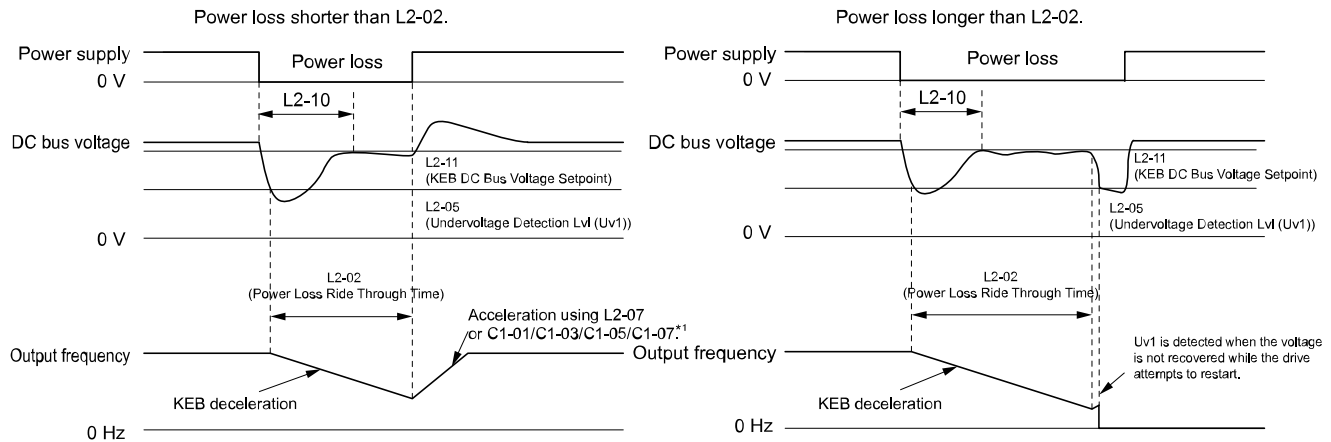 Power loss shorter than L2-02.
Power supply
Power loss
0 V
L2-10
DC bus voltage
L2-11
(KEB DC Bus Voltage Setpoint)
L2-05
(Undervoltage Detection Lvl (Uv1))
0 V
L2-02
(Power Loss Ride Through Time)
Acceleration using L2-07
or C1-01/C1-03/C1-05/C1-07.*1
Output frequency
KEB deceleration
0 Hz
Power loss longer than L2-02.
Power supply
Power loss
0 V
L2-10
DC bus voltage
L2-11
(KEB DC Bus Voltage Setpoint)
L2-05
(Undervoltage Detection Lvl (Uv1))
0 V
L2-02
(Power Loss Ride Through Time)
Output frequency
Uv1 is detected when the voltage
is not recovered while the drive
attempts to restart.
KEB deceleration
0 Hz